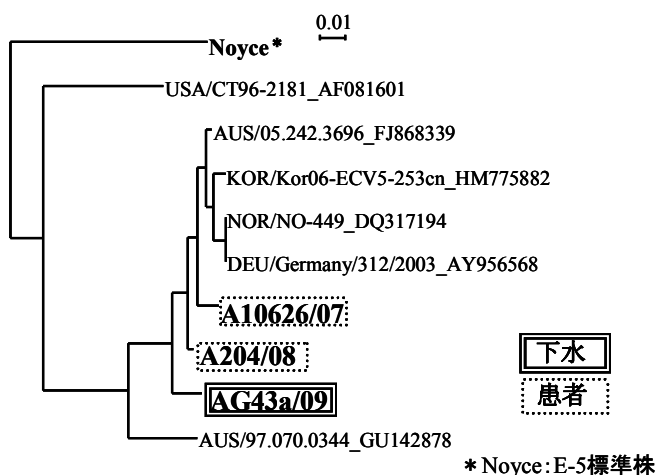 0.01
Noyce*
USA/CT96-2181_AF081601
AUS/05.242.3696_FJ868339
KOR/Kor06-ECV5-253cn_HM775882
NOR/NO-449_DQ317194
DEU/Germany/312/2003_AY956568
A10626/07
A204/08
下水
AG43a/09
患者
AUS/97.070.0344_GU142878
*Noyce:E-5標準株